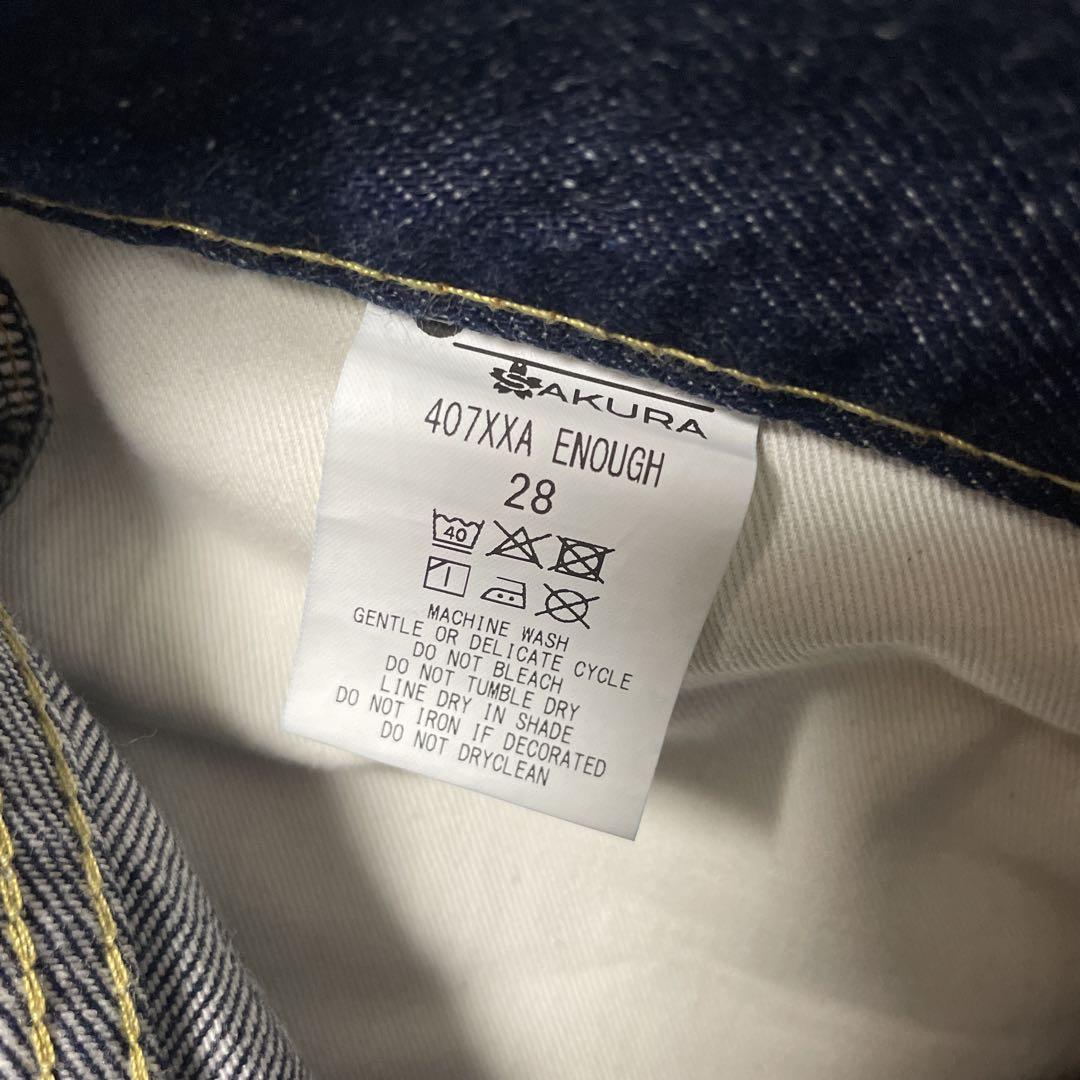 SAKURA
407XXA ENOUGH
28
40
MACHINE WASH
GENTLE OR DELICATE CYCLE
DO NOT BLEACH
DO NOT TUMBLE DRY
LINE DRY IN SHADE
DO NOT IRON IF DECORATED
DO NOT DRYCLEAN